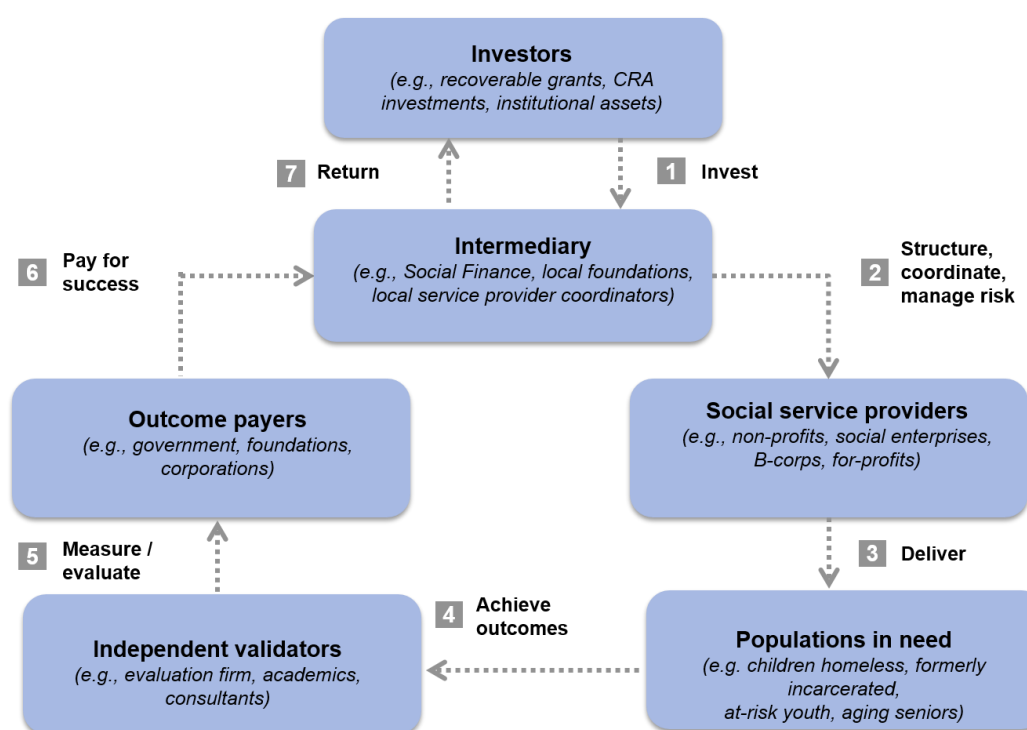 Investors
(e.g., recoverable grants, CRA
investments, institutional assets)
7 Return
1 Invest
Intermediary
(e.g., Social Finance, local foundations,
local service provider coordinators)
6 Pay for
success
2 Structure,
coordinate,
manage risk
Outcome payers
(e.g., government, foundations,
corporations)
Social service providers
(e.g., non-profits, social enterprises,
B-corps, for-profits)
5 Measure /
evaluate
3 Deliver
4 Achieve
outcomes
Independent validators
(e.g., evaluation firm, academics,
consultants)
Populations in need
(e.g. children homeless, formerly
incarcerated,
at-risk youth, aging seniors)